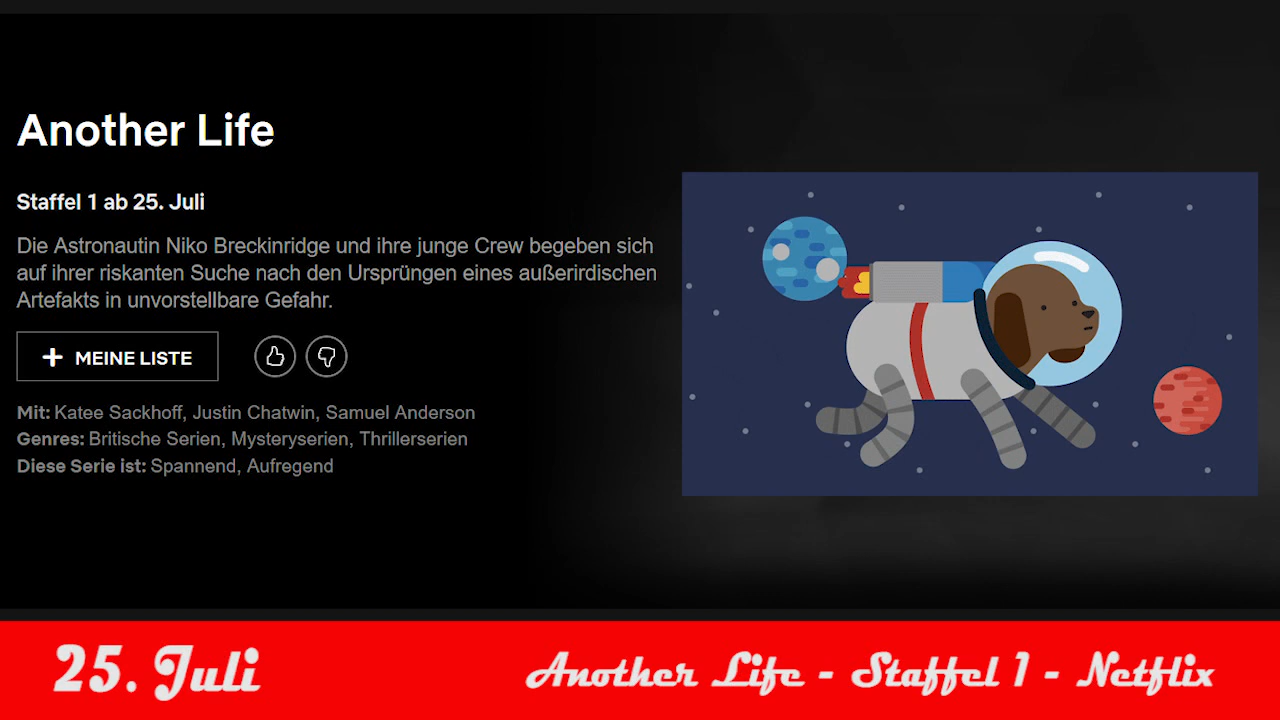 Another Life
Staffel 1 ab 25. Juli
Die Astronautin Niko Breckinridge und ihre junge Crew begeben sich
auf ihrer riskanten Suche nach den Ursprüngen eines außerirdischen
Artefakts in unvorstellbare Gefahr.
+ MEINE LISTE
Mit: Katee Sackhoff, Justin Chatwin, Samuel Anderson
Genres: Britische Serien, Mysteryserien, Thrillerserien
Diese Serie ist: Spannend, Aufregend
25. Juli
Another Life - Staffel 1 - Netflix